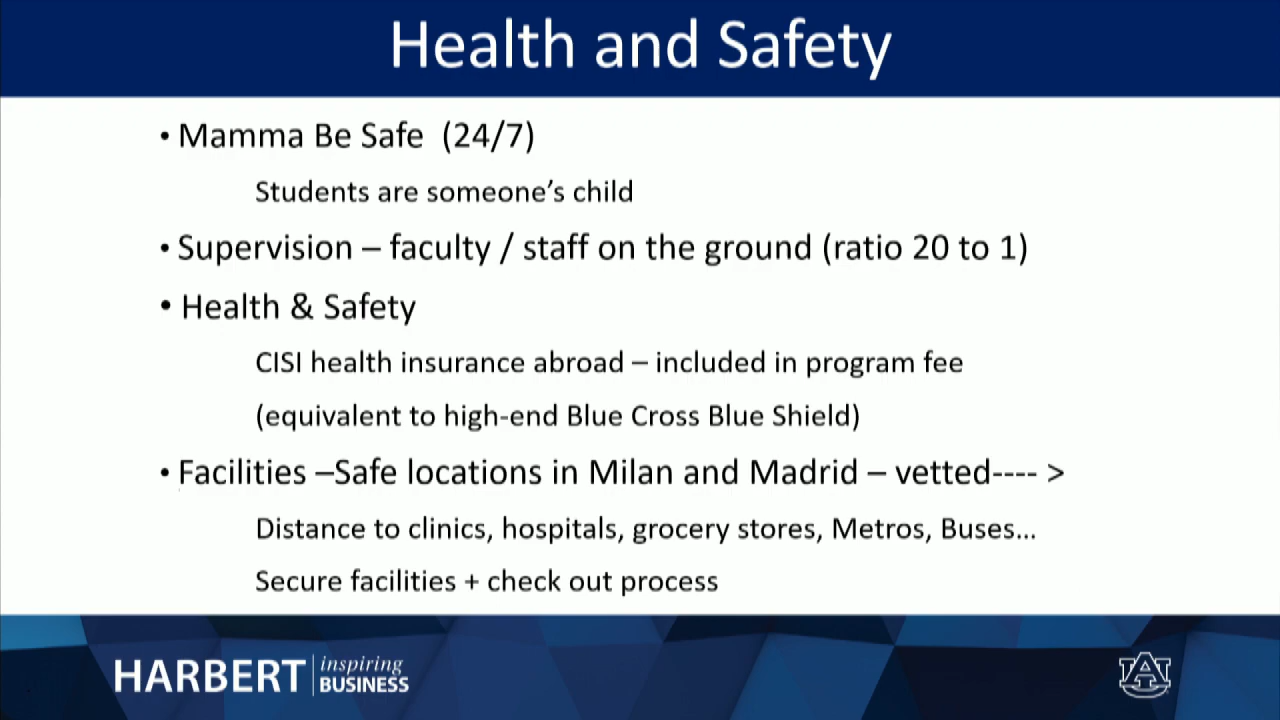 Health and Safety
• Mamma Be Safe (24/7)
Students are someone’s child
• Supervision – faculty / staff on the ground (ratio 20 to 1)
• Health & Safety
CISI health insurance abroad – included in program fee
(equivalent to high-end Blue Cross Blue Shield)
• Facilities –Safe locations in Milan and Madrid – vetted---- >
Distance to clinics, hospitals, grocery stores, Metros, Buses…
Secure facilities + check out process
HARBERT inspiring
BUSINESS
AU